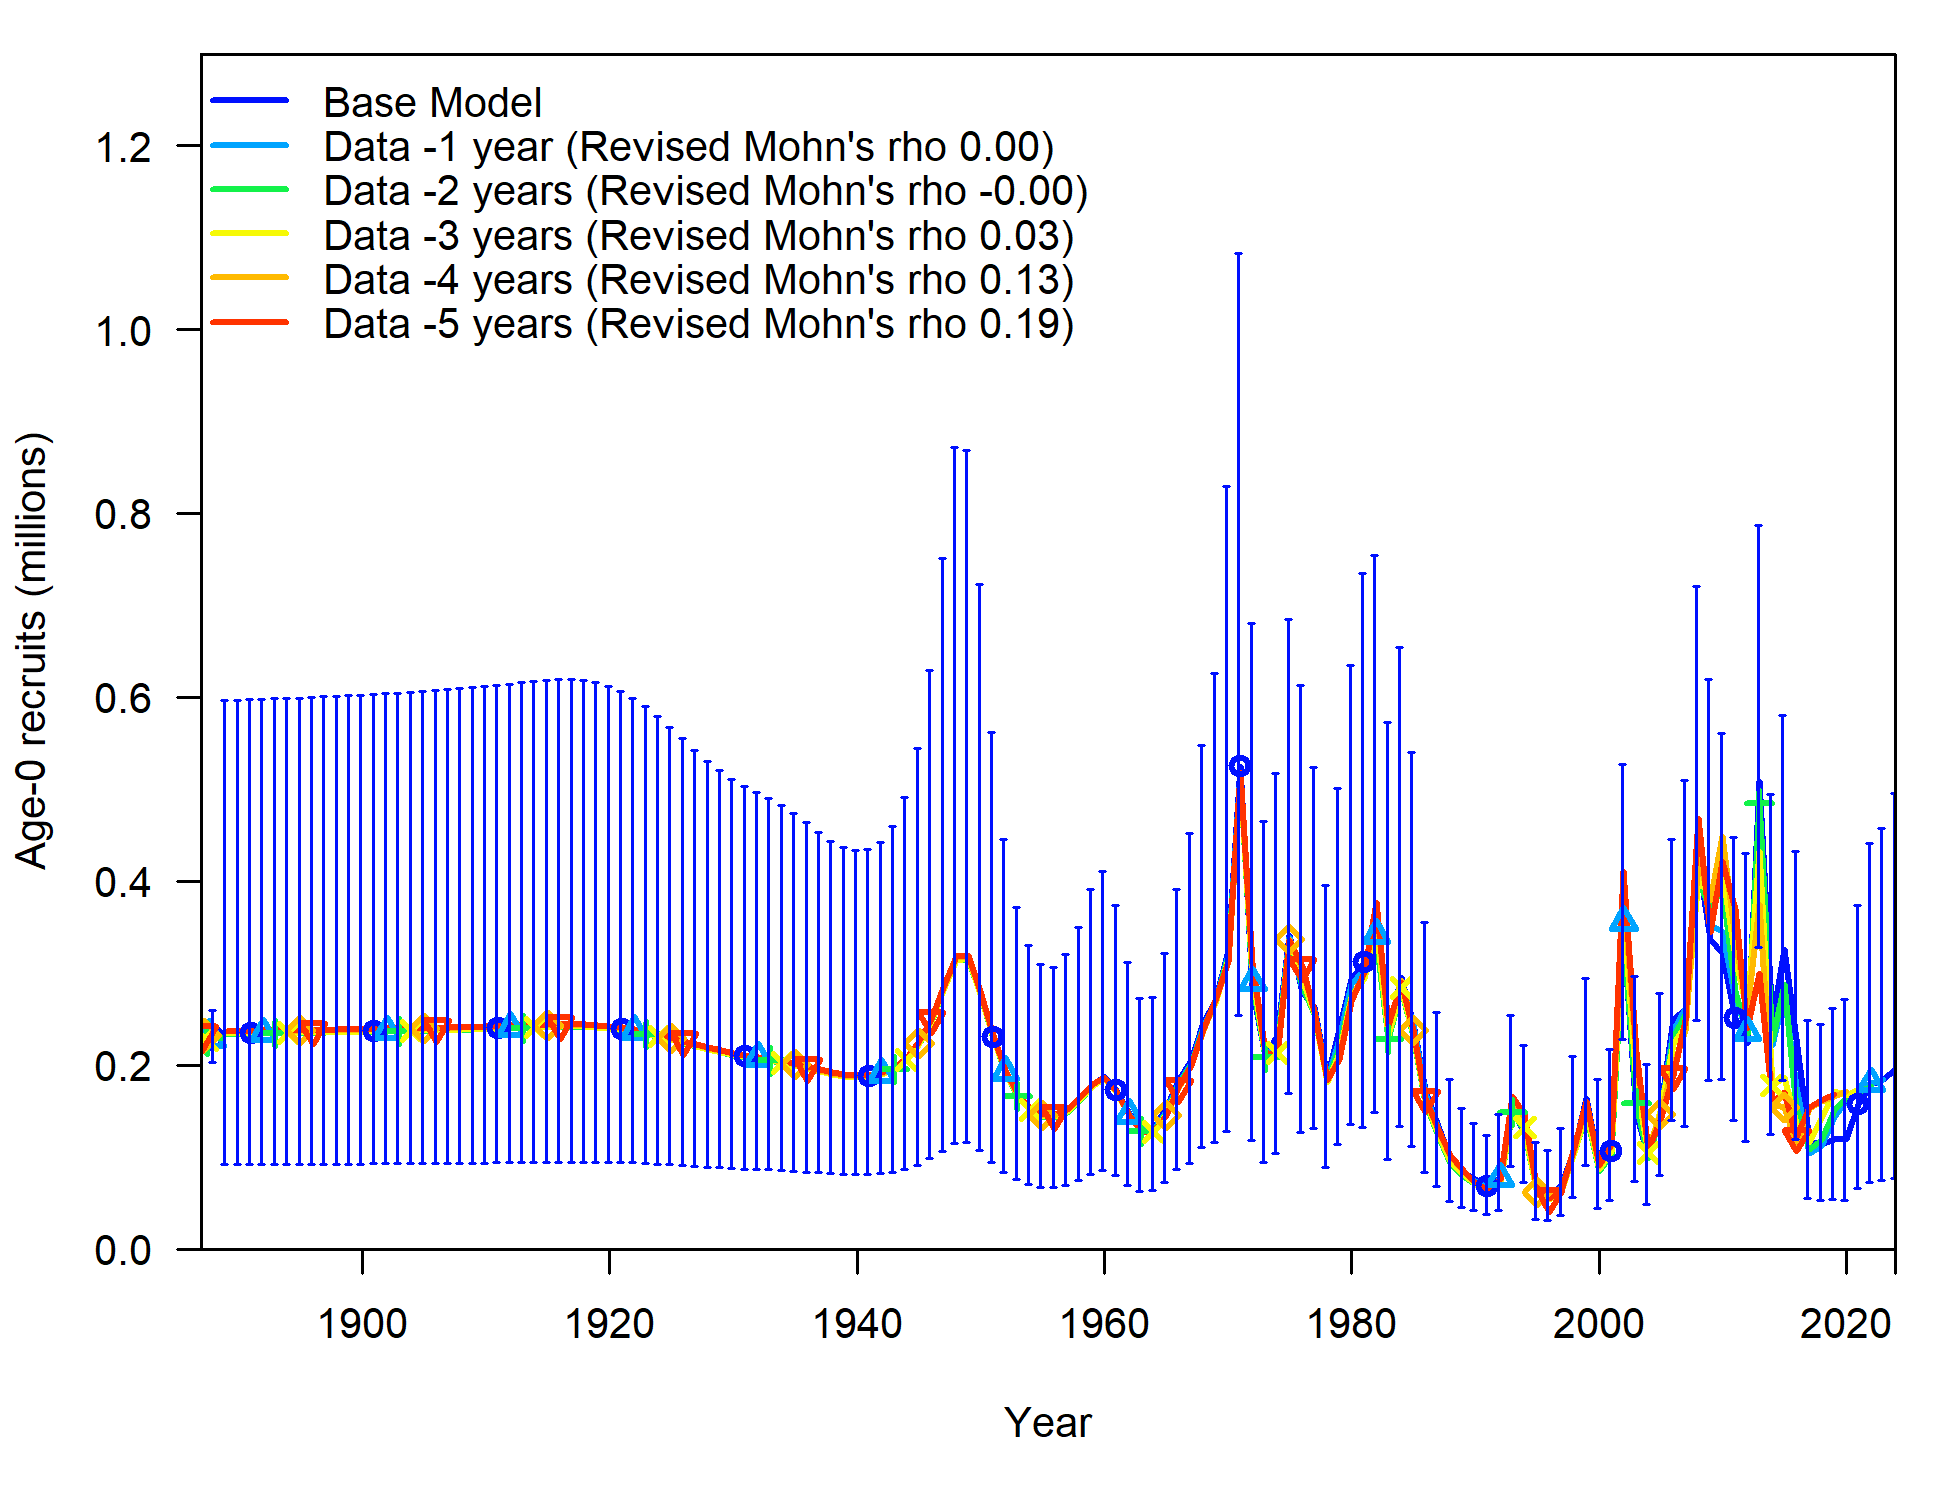 Base Model
Data -1 year (Revised Mohn's rho 0.00)
Data -2 years (Revised Mohn's rho -0.00)
Data -3 years (Revised Mohn's rho 0.03)
Data -4 years (Revised Mohn's rho 0.13)
Data -5 years (Revised Mohn's rho 0.19)
Age-0 recruits (millions)
1.2
1.0
0.8
0.6
0.4
0.2
0.0
1900 1920 1940 1960 1980 2000 2020
Year